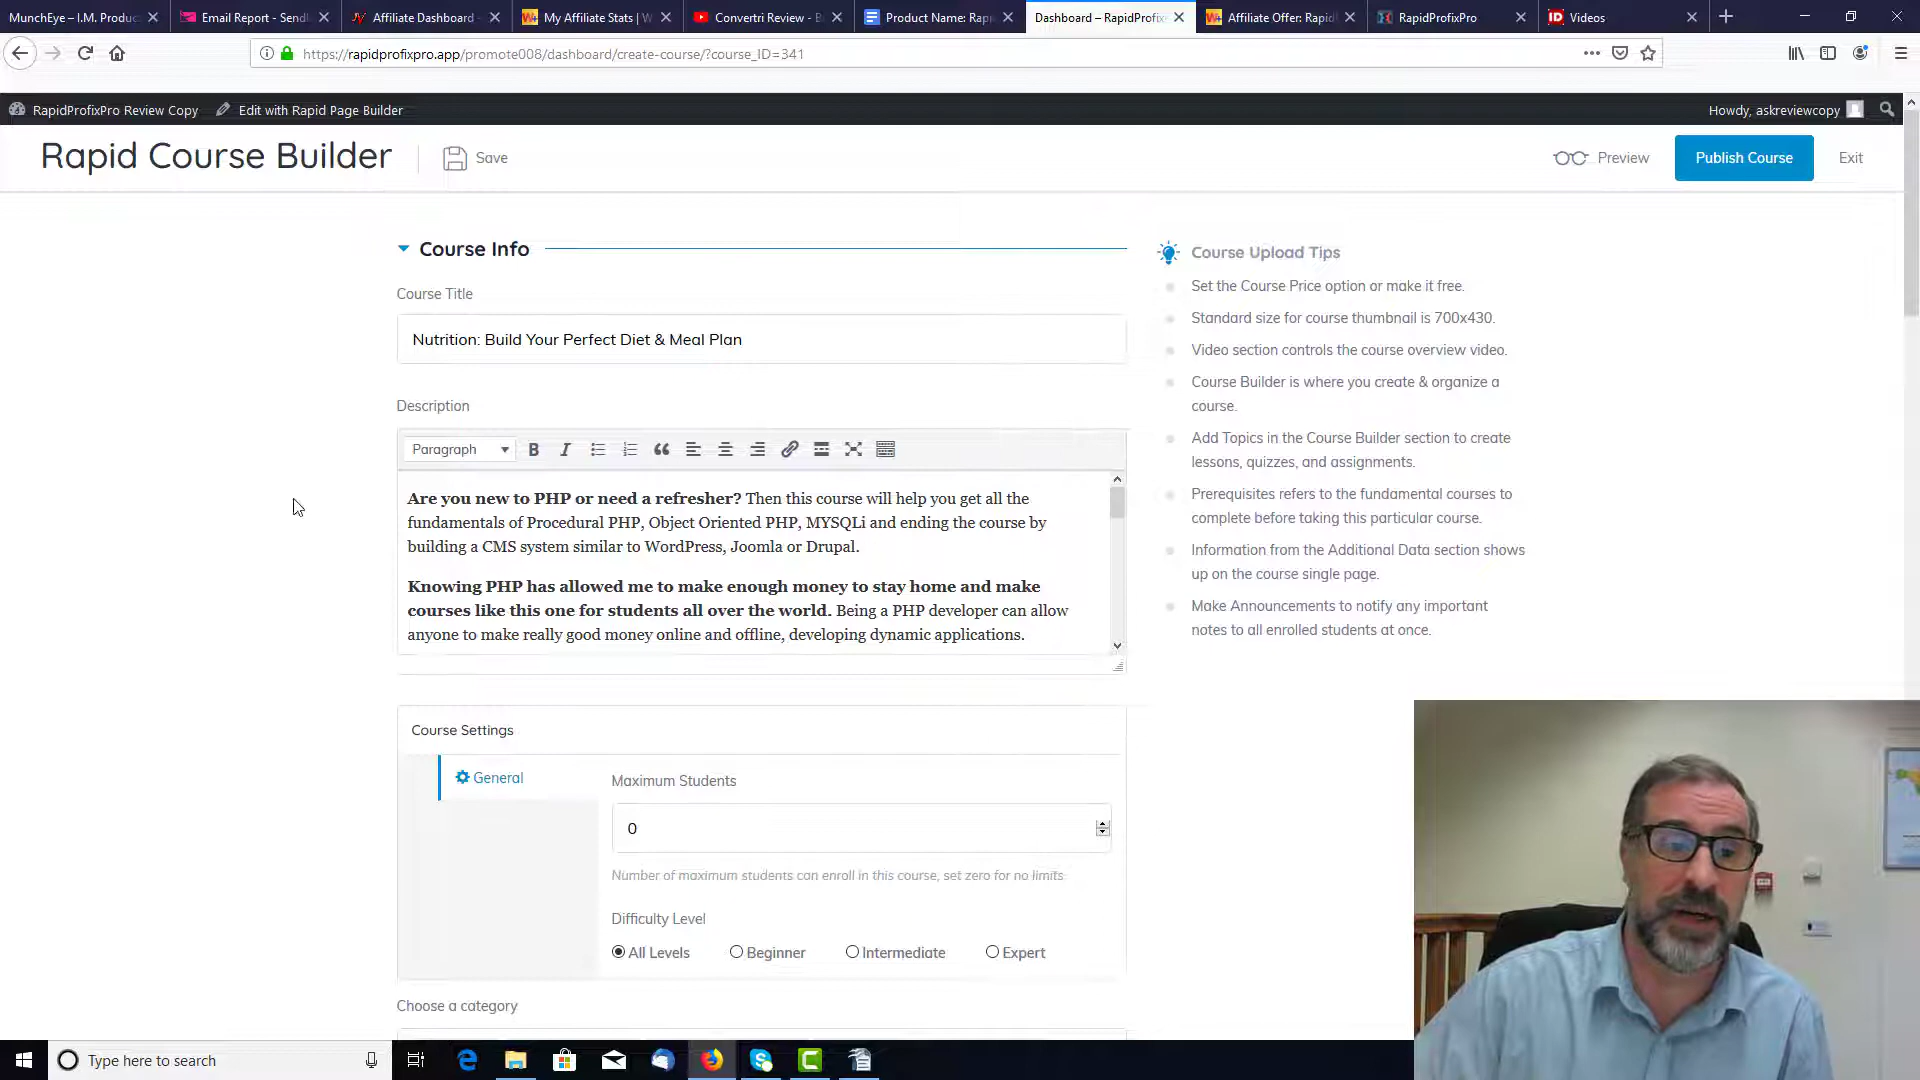 MunchEye – I.M. Produc
Email Report - Sendl
Affiliate Dashboard -
My Affiliate Stats | W
Convertri Review - B
Product Name: Rapi
Dashboard – RapidProfix
Affiliate Offer: Rapid
RapidProfixPro
Videos
https://rapidprofixpro.app/promote008/dashboard/create-course/?course_ID=341
RapidProfixPro Review Copy
Edit with Rapid Page Builder
Howdy, askreviewcopy
Rapid Course Builder
Save
Preview
Publish Course
Exit
Course Info
Course Title
Nutrition: Build Your Perfect Diet & Meal Plan
Description
Paragraph
Are you new to PHP or need a refresher? Then this course will help you get all the
fundamentals of Procedural PHP, Object Oriented PHP, MYSQLi and ending the course by
building a CMS system similar to WordPress, Joomla or Drupal.
Knowing PHP has allowed me to make enough money to stay home and make
courses like this one for students all over the world. Being a PHP developer can allow
anyone to make really good money online and offline, developing dynamic applications.
Course Settings
General
Maximum Students
0
Number of maximum students can enroll in this course, set zero for no limits
Difficulty Level
All Levels
Beginner
Intermediate
Expert
Choose a category
Course Upload Tips
Set the Course Price option or make it free.
Standard size for course thumbnail is 700x430.
Video section controls the course overview video.
Course Builder is where you create & organize a
course.
Add Topics in the Course Builder section to create
lessons, quizzes, and assignments.
Prerequisites refers to the fundamental courses to
complete before taking this particular course.
Information from the Additional Data section shows
up on the course single page.
Make Announcements to notify any important
notes to all enrolled students at once.
Type here to search